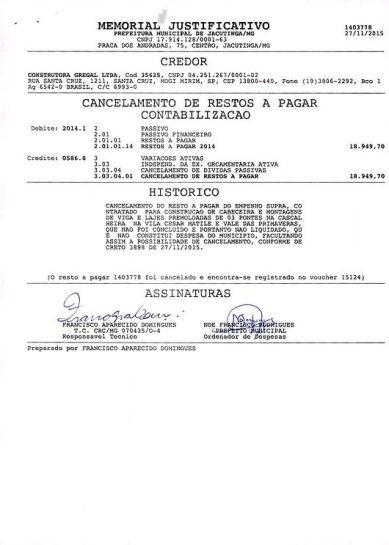 MEMORIAL JUSTIFICATIVO 1403778
PREFEITURA MUNICIPAL DE JACUTINGA/MG 27/11/2015
CNPJ 17.914.128/0001-63
PRACA DOS ANDRADAS, 75, CENTRO, JACUTINGA/MG
CREDOR
CONSTRUTORA GREGAL LTDA, Cod 35625, CNPJ 04.251.267/0001-02
RUA SANTA CRUZ, 1211, SANTA CRUZ, MOGI MIRIM, SP, CEP 13800-440, Fone (19)3806-2292, Bco 1
Ag 6542-0 BRASIL, C/C 6993-0
CANCELAMENTO DE RESTOS A PAGAR
CONTABILIZACAO
Debito: 2014.1 2 PASSIVO
2.01 PASSIVO FINANCEIRO
2.01.01 RESTOS A PAGAR
2.01.01.16 RESTOS A PAGAR 2014 18.949,70
Credito: 0586.8 3 VARIACOES ATIVAS
3.03 INDEPEND. DA EX. ORCAMENTARIA ATIVA
3.03.04 CANCELAMENTO DE DIVIDAS PASSIVAS
3.03.04.01 CANCELAMENTO DE RESTOS A PAGAR 18.949,70
HISTORICO
CANCELAMENTO DO RESTO A PAGAR DO EMPENHO SUPRA, CO
NTRATADO PARA CONSTRUCAO DE CABECEIRA E MONTAGENS
DE VIGA E LAJES PREMOLDADAS DE 03 PONTES NA CASCAL
HEIRA NA VILA CESAR MATILE E VALE DAS PRIMAVERAS,
QUE NAO FOI CONCLUIDO E PORTANTO NAO LIQUIDADO, QU
E NAO CONSTITUI DESPESA DO MUNICIPIO, FACULTANDO
ASSIM A POSSIBILIDADE DE CANCELAMENTO, CONFORME DE
CRETO 3898 DE 27/11/2015.
(O resto a pagar 1403778 foi cancelado e encontra-se registrado no voucher 15124)
ASSINATURAS
FRANCISCO APARECIDO DOMINGUES NOE FRANCISCO RODRIGUES
T.C. CRC/MG 070435/O-4 PREFEITO MUNICIPAL
Responsavel Tecnico Ordenador de Despesas
Preparado por FRANCISCO APARECIDO DOMINGUES